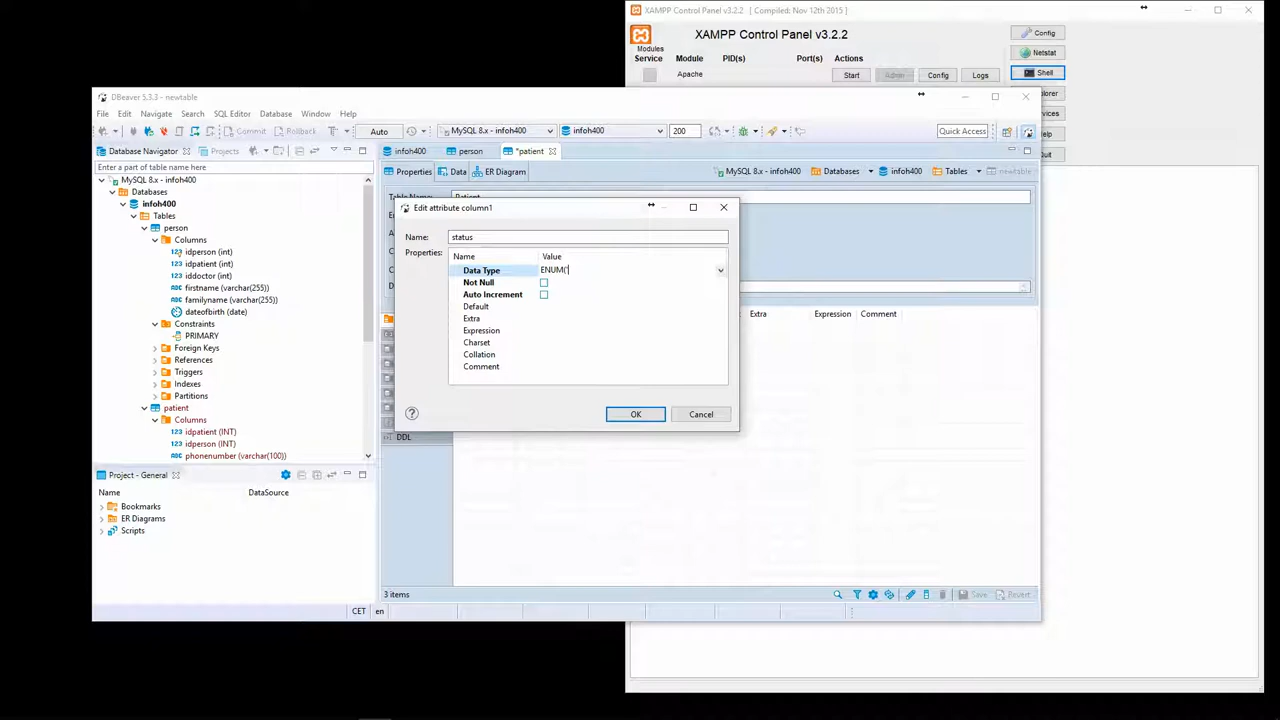 XAMPP Control Panel v3.2.2 [ Compiled: Nov 12th 2015 ]
XAMPP Control Panel v3.2.2
Config
Netstat
Shell
Modules
Service Module PID(s) Port(s) Actions
Apache Start Admin Config Logs
DBeaver 5.3.3 - newtable
File Edit Navigate Search SQL Editor Database Window Help
Commit Rollback Auto MySQL 8.x - infoh400 infoh400 200 Quick Access
Database Navigator Projects
Enter a part of table name here
MySQL 8.x - infoh400
Databases
infoh400
Tables
person
Columns
idperson (int)
idpatient (int)
iddoctor (int)
firstname (varchar(255))
familyname (varchar(255))
dateofbirth (date)
Constraints
PRIMARY
Foreign Keys
References
Triggers
Indexes
Partitions
patient
Columns
idpatient (INT)
idperson (INT)
phonenumber (varchar(100))
Project - General
Name DataSource
Bookmarks
ER Diagrams
Scripts
infoh400 person *patient
Properties Data ER Diagram MySQL 8.x - infoh400 Databases infoh400 Tables newtable
Edit attribute column1
Name: status
Properties: Name Value
Data Type ENUM('
Not Null
Auto Increment
Default
Extra
Expression
Charset
Collation
Comment
OK Cancel
Extra Expression Comment
DDL
3 items Save Revert
CET en